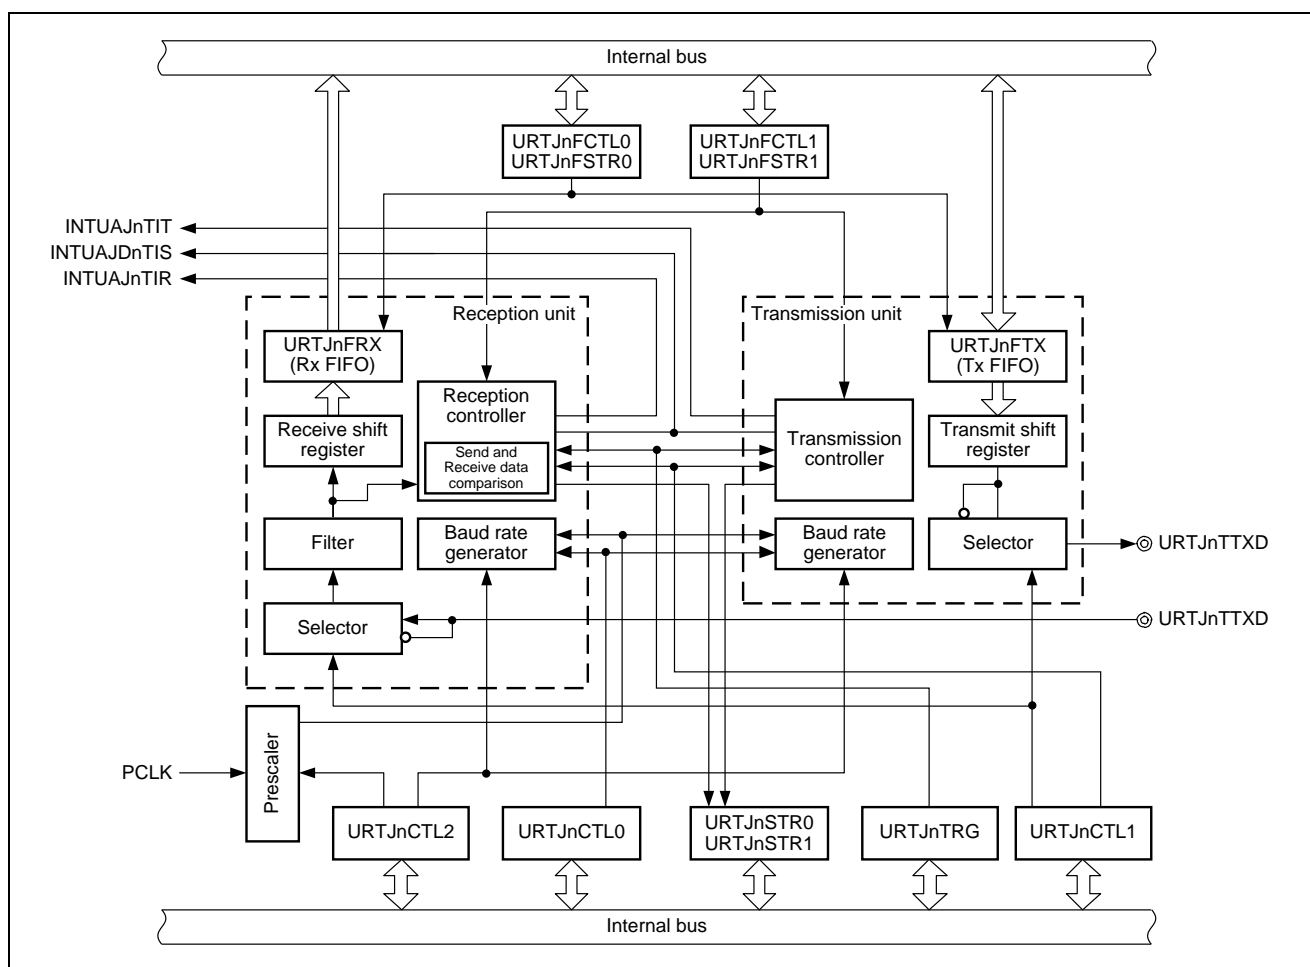 Internal bus
URTJnFCTL0
URTJnFSTR0
URTJnFCTL1
URTJnFSTR1
INTUAJnTIT
INTUAJDnTIS
INTUAJnTIR
Reception unit
Transmission unit
URTJnFRX
(Rx FIFO)
URTJnFTX
(Tx FIFO)
Reception
controller
Send and
Receive data
comparison
Receive shift
register
Transmission
controller
Transmit shift
register
Filter
Baud rate
generator
Baud rate
generator
Selector
URTJnTTXD
Selector
URTJnTTXD
Prescaler
PCLK
URTJnCTL2
URTJnCTL0
URTJnSTR0
URTJnSTR1
URTJnTRG
URTJnCTL1
Internal bus